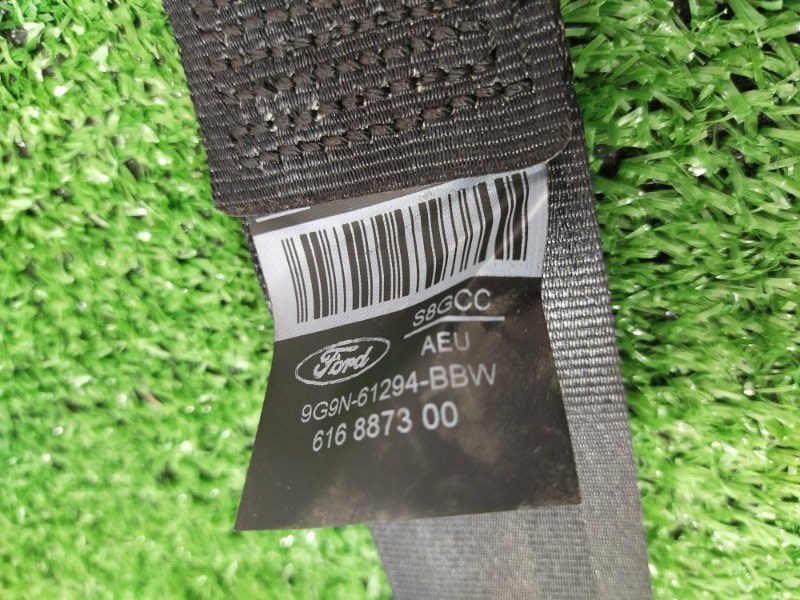 S8GCC
Ford AEU
9G9N-61294-BBW
616 8873 00